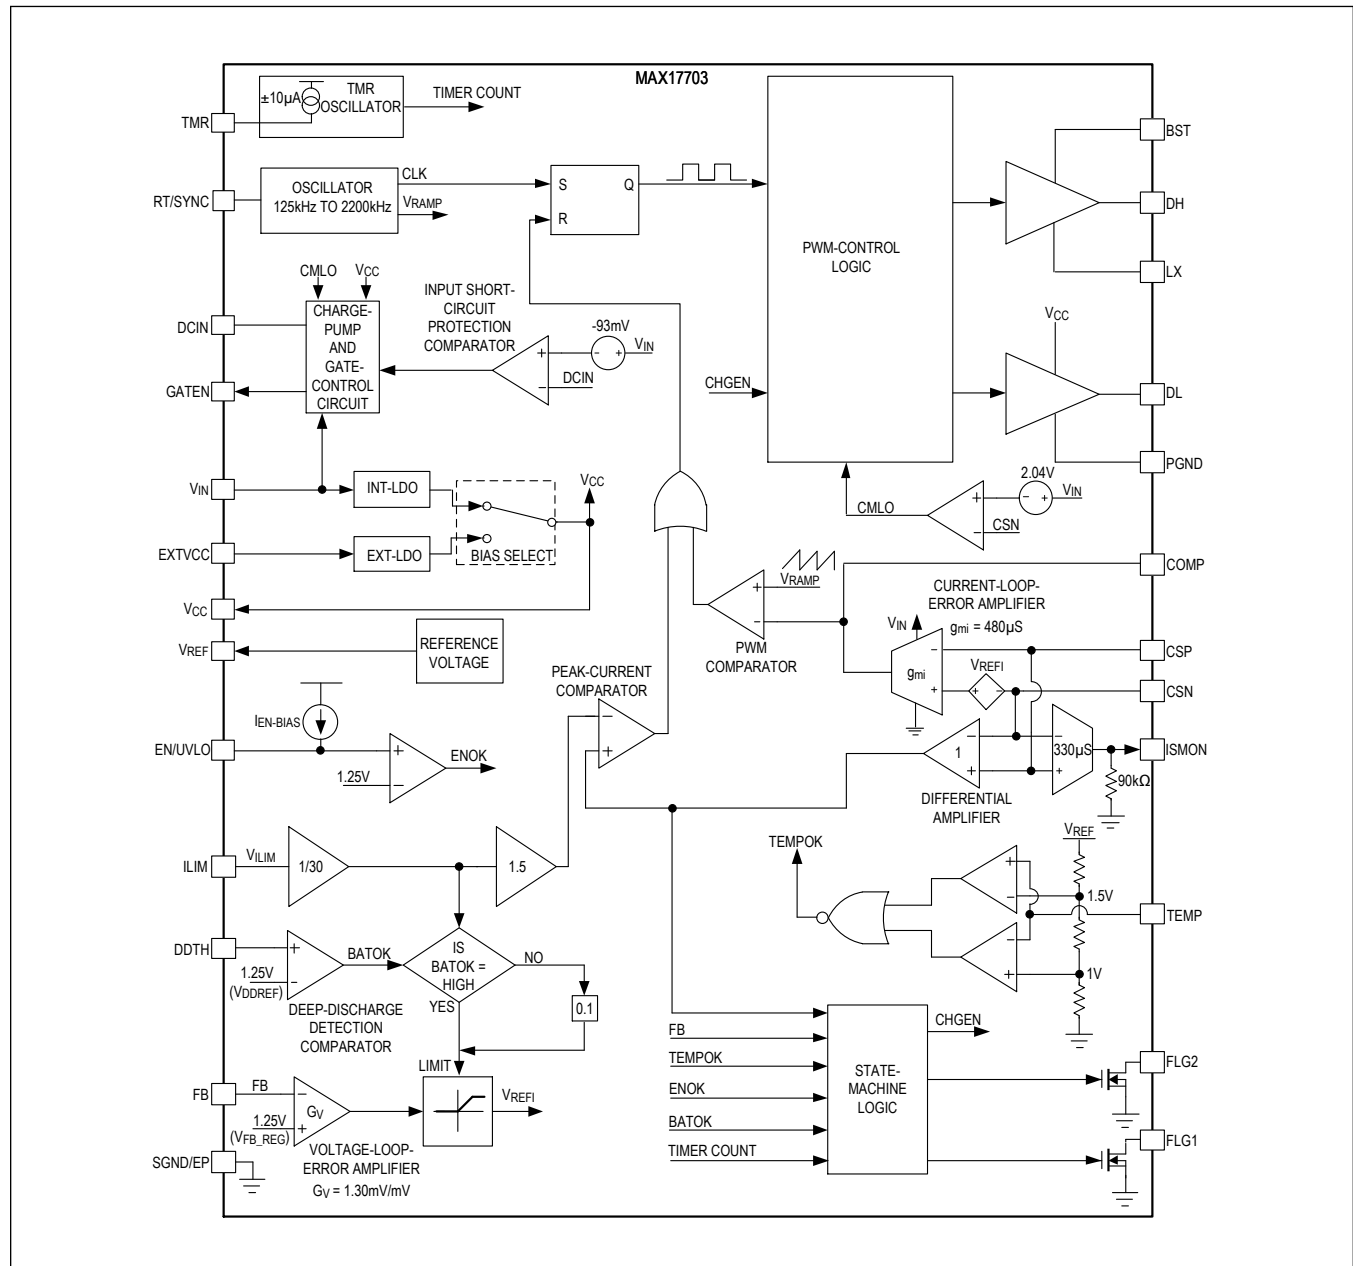 MAX17703
TMR
±10µA
TMR
OSCILLATOR
TIMER COUNT
RT/SYNC
OSCILLATOR
125kHz TO 2200kHz
CLK
VRAMP
S
Q
R
PWM-CONTROL
LOGIC
BST
DH
LX
VCC
DL
PGND
CMLO
VCC
CHARGE-
PUMP
AND
GATE-
CONTROL
CIRCUIT
DCIN
GATEN
INPUT SHORT-
CIRCUIT
PROTECTION
COMPARATOR
+
−
-93mV
-
+
VIN
DCIN
CHGEN
VIN
INT-LDO
EXTVCC
EXT-LDO
BIAS SELECT
VCC
VCC
VREF
REFERENCE
VOLTAGE
CMLO
+
−
2.04V
-
+
VIN
CSN
COMP
VRAMP
+
−
PWM
COMPARATOR
CURRENT-LOOP-
ERROR AMPLIFIER
gmi = 480µS
VIN
gmi
−
+
VREFI
+
-
CSP
CSN
ISMON
330µS
−
+
90kΩ
1
−
+
DIFFERENTIAL
AMPLIFIER
PEAK-CURRENT
COMPARATOR
−
+
IEN-BIAS
EN/UVLO
1.25V
+
−
ENOK
ILIM
VILIM
1/30
1.5
DDTH
1.25V
(VDDREF)
+
−
BATOK
DEEP-DISCHARGE
DETECTION
COMPARATOR
IS
BATOK =
HIGH
NO
YES
0.1
LIMIT
VREFI
FB
FB
1.25V
(VFB_REG)
−
+
GV
VOLTAGE-LOOP-
ERROR AMPLIFIER
GV = 1.30mV/mV
SGND/EP
TEMPOK
+
−
−
+
VREF
1.5V
1V
TEMP
FB
TEMPOK
ENOK
BATOK
TIMER COUNT
STATE-
MACHINE
LOGIC
CHGEN
FLG2
FLG1